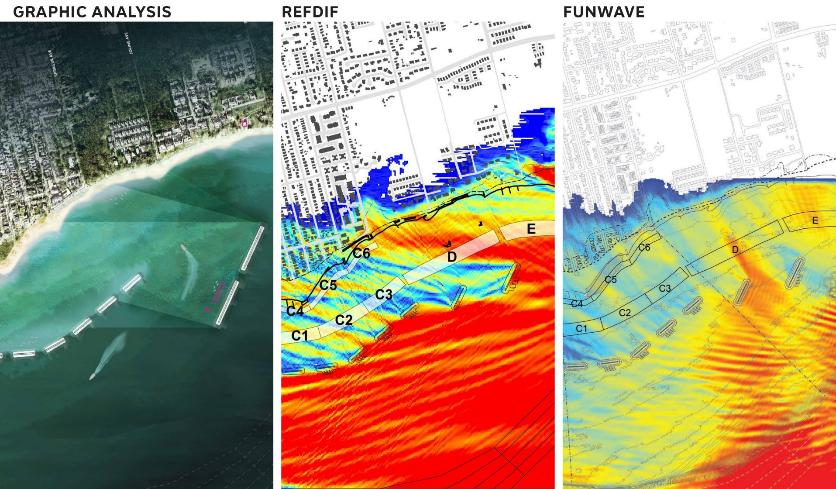 GRAPHIC ANALYSIS
REFDIF
FUNWAVE
C1
C2
C3
C4
C5
C6
D
E
C1
C2
C3
C4
C5
C6
D
E